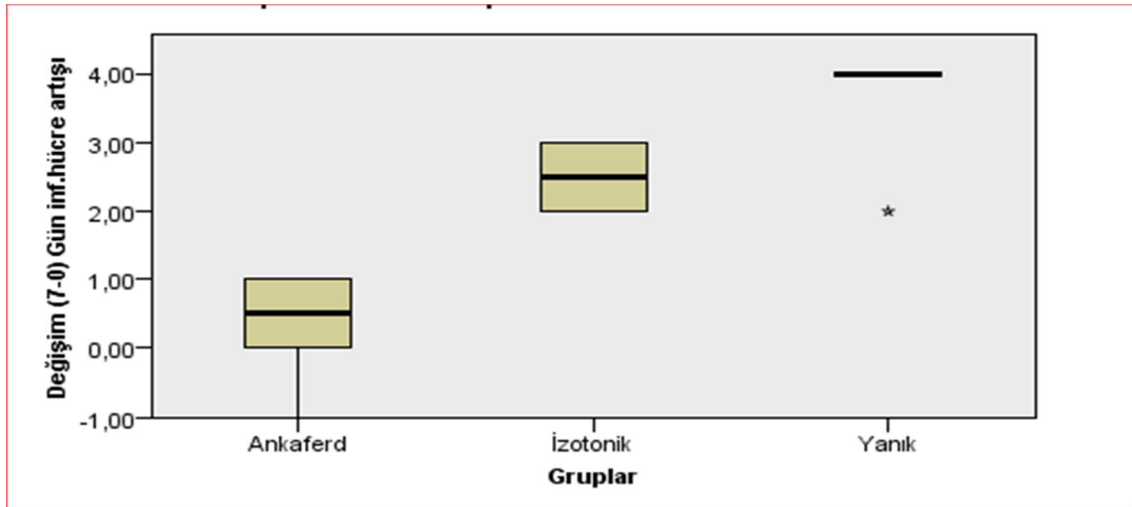 Değişim (7-0) Gün inf.hücre artışı
4,00
3,00
2,00
1,00
0,00
-1,00
Ankaferd
İzotonik
Yanık
Gruplar